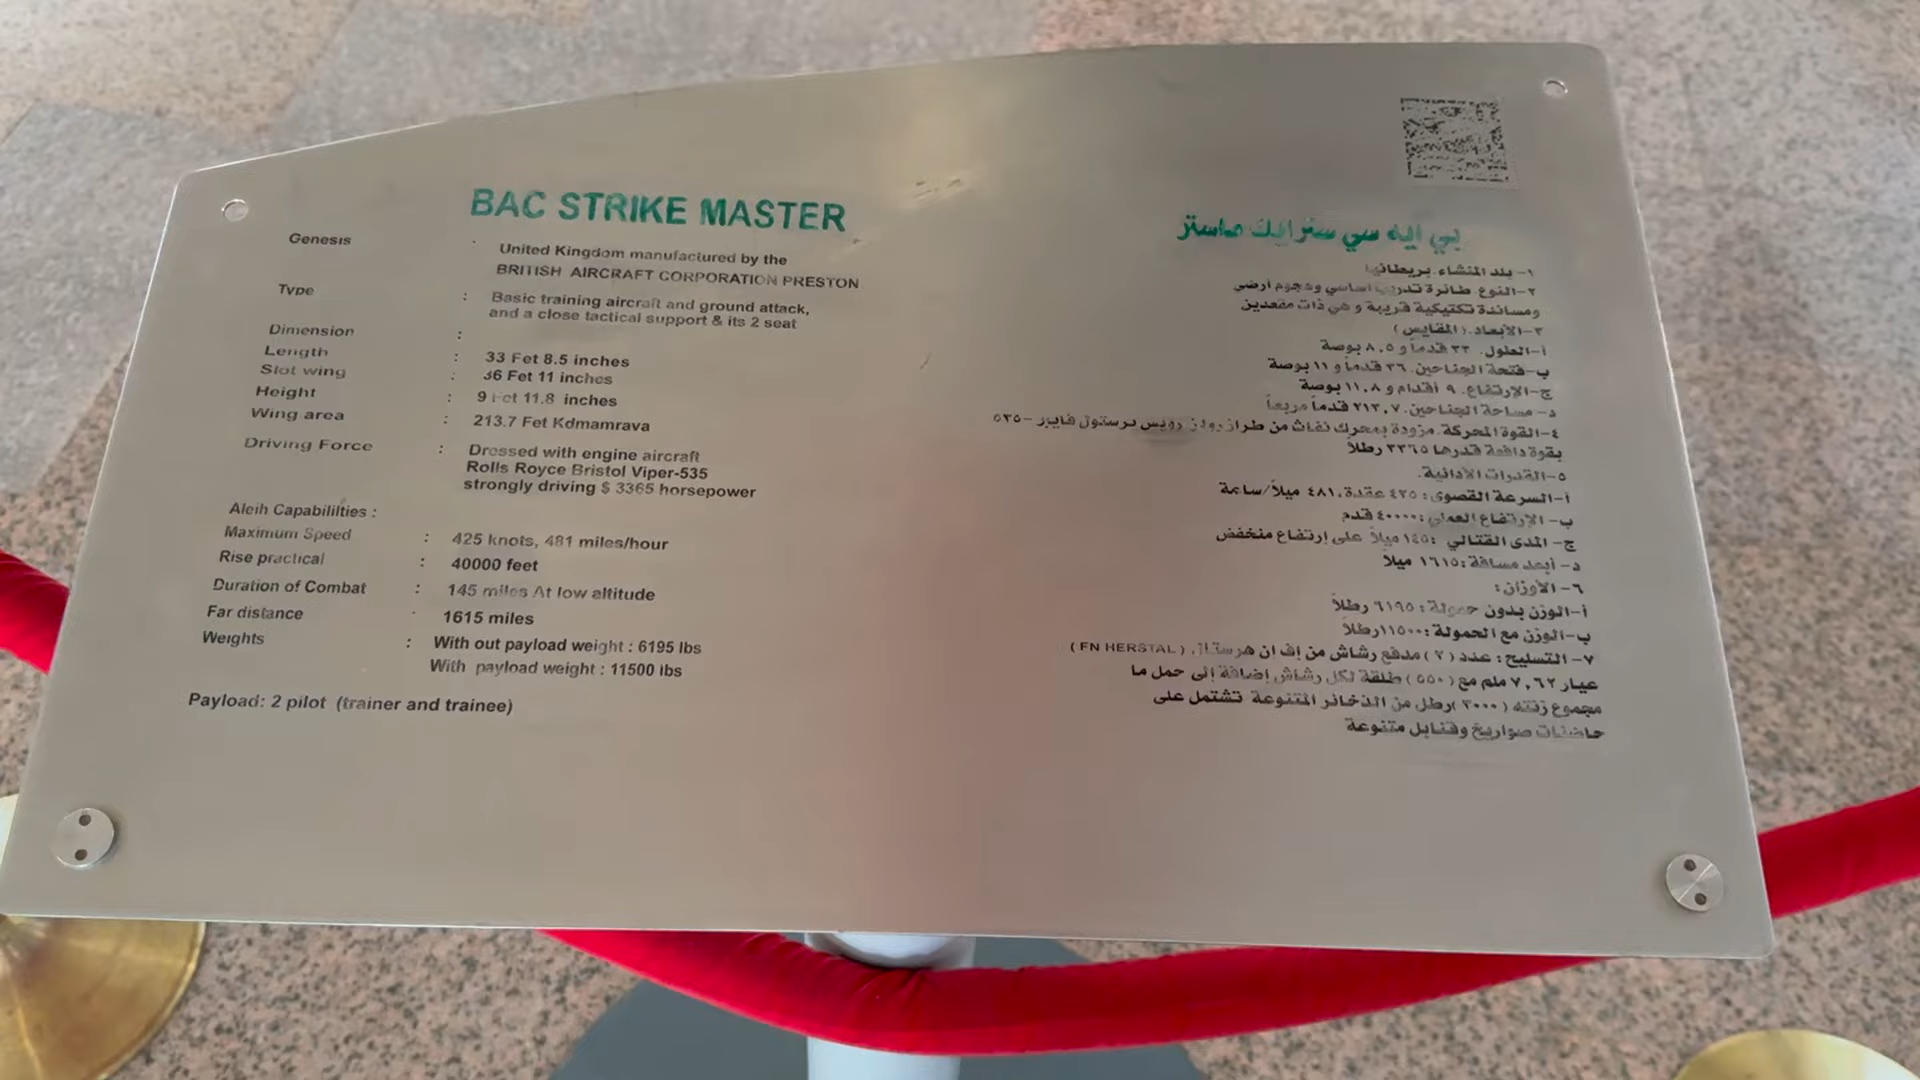 BAC STRIKE MASTER
Genesis : United Kingdom manufactured by the
BRITISH AIRCRAFT CORPORATION PRESTON
Type : Basic training aircraft and ground attack,
and a close tactical support & its 2 seat
Dimension :
Length : 33 Fet 8.5 inches
Slot wing : 36 Fet 11 inches
Height : 9 Fet 11.8 inches
Wing area : 213.7 Fet Kdmamrava
Driving Force : Dressed with engine aircraft
Rolls Royce Bristol Viper-535
strongly driving $ 3365 horsepower
Aleih Capabililties :
Maximum Speed : 425 knots, 481 miles/hour
Rise practical : 40000 feet
Duration of Combat : 145 miles At low altitude
Far distance : 1615 miles
Weights : With out payload weight : 6195 lbs
With payload weight : 11500 lbs
Payload: 2 pilot (trainer and trainee)
بي إيه سي سترايك ماستر
١- بلد المنشاء. بريطانيا
٢-النوع. طائرة تدريب أساسي وهجوم أرضي
ومساندة تكتيكية قريبة وهي ذات مقعدين
٣-الأبعاد. (المقايس)
أ-الطول. ٣٣ قدماً و ٨،٥ بوصة
ب-فتحة الجناحين. ٣٦ قدماً و ١١ بوصة
ج-الإرتفاع. ٩ أقدام و ١١،٨ بوصة
د- مساحة الجناحين. ٢١٣،٧ قدماً مربعاً
٤-القوة المحركة. مزودة بمحرك نفاث من طراز رولز رويس برستول فايبر -٥٣٥
بقوة دافعة قدرها ٣٣٦٥ رطلاً
٥-القدرات الأدائية.
أ-السرعة القصوى: ٤٢٥ عقدة، ٤٨١ ميلاً/ساعة
ب- الإرتفاع العملي: ٤٠٠٠٠ قدم
ج- المدى القتالي :١٤٥ ميلاً على إرتفاع منخفض
د- أبعد مسافة: ١٦١٥ ميلاً
٦-الأوزان:
أ-الوزن بدون حمولة: ٦١٩٥ رطلاً
ب-الوزن مع الحمولة: ١١٥٠٠رطلاً
٧- التسليح: عدد (٢) مدفع رشاش من إف ان هرستال. (FN HERSTAL)
عيار ٧،٦٢ ملم مع (٥٥٠) طلقة لكل رشاش إضافة إلى حمل ما
مجموع زنته (٣٠٠٠) رطل من الذخائر المتنوعة تشتمل على
حاضنات صواريخ وقنابل متنوعة